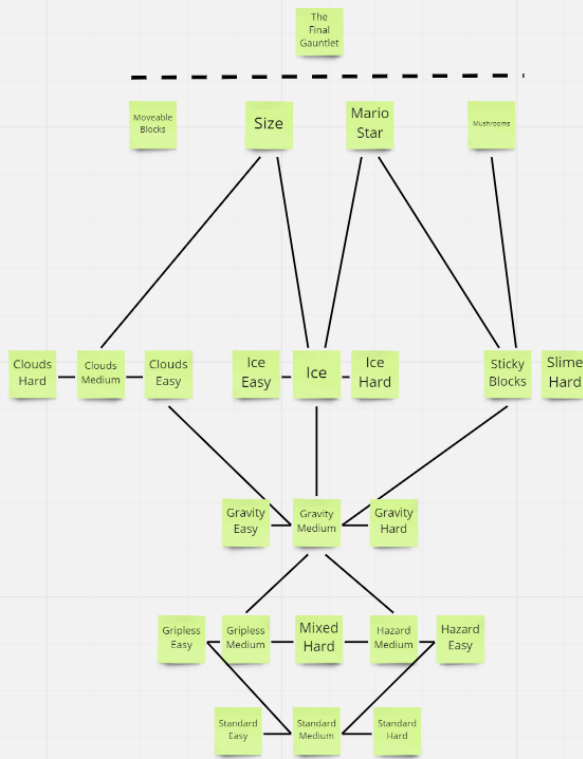 The
Final
Gauntlet
Moveable
Blocks
Size
Mario
Star
Mushrooms
Clouds
Hard
Clouds
Medium
Clouds
Easy
Ice
Easy
Ice
Ice
Hard
Sticky
Blocks
Slime
Hard
Gravity
Easy
Gravity
Medium
Gravity
Hard
Gripless
Easy
Gripless
Medium
Mixed
Hard
Hazard
Medium
Hazard
Easy
Standard
Easy
Standard
Medium
Standard
Hard